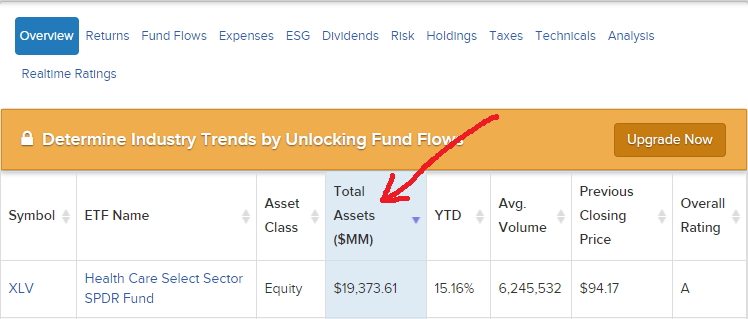 Overview Returns Fund Flows Expenses ESG Dividends Risk Holdings Taxes Technicals Analysis
Realtime Ratings
Determine Industry Trends by Unlocking Fund Flows Upgrade Now
Symbol ETF Name Asset Class Total Assets ($MM) YTD Avg. Volume Previous Closing Price Overall Rating
XLV Health Care Select Sector SPDR Fund Equity $19,373.61 15.16% 6,245,532 $94.17 A